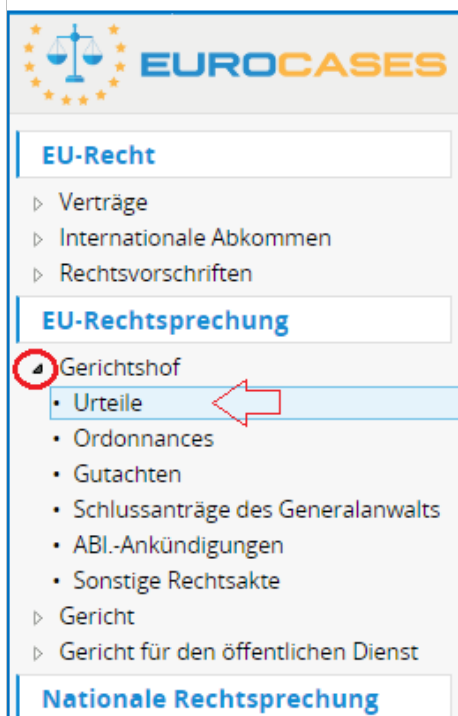 EUROCASES
EU-Recht
Verträge
Internationale Abkommen
Rechtsvorschriften
EU-Rechtsprechung
Gerichtshof
Urteile
Ordonnances
Gutachten
Schlussanträge des Generalanwalts
ABl.-Ankündigungen
Sonstige Rechtsakte
Gericht
Gericht für den öffentlichen Dienst
Nationale Rechtsprechung